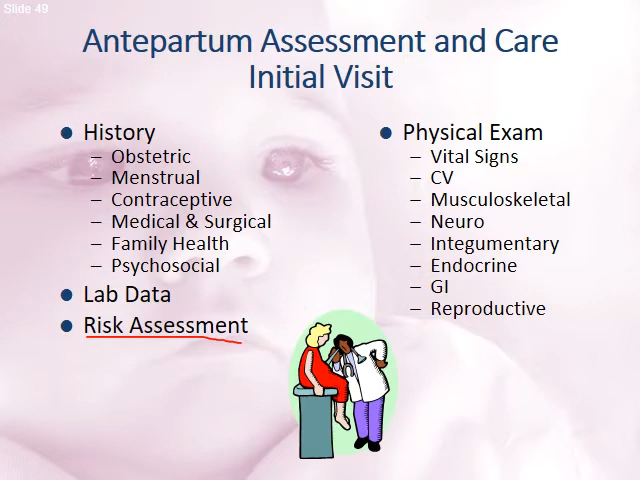 Slide 49
Antepartum Assessment and Care
Initial Visit
History
– Obstetric
– Menstrual
– Contraceptive
– Medical & Surgical
– Family Health
– Psychosocial
Lab Data
Risk Assessment
Physical Exam
– Vital Signs
– CV
– Musculoskeletal
– Neuro
– Integumentary
– Endocrine
– GI
– Reproductive